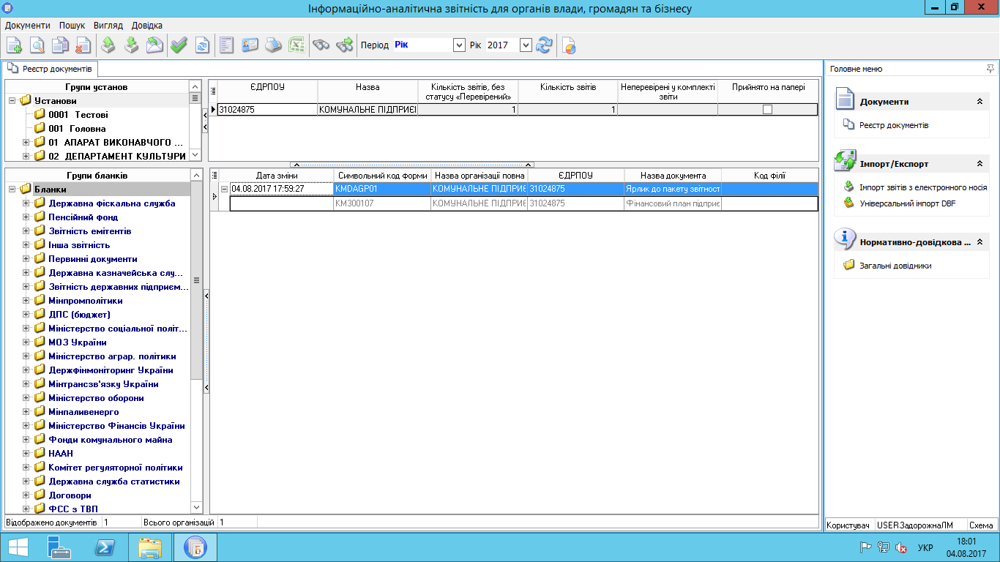 Інформаційно-аналітична звітність для органів влади, громадян та бізнесу
Документи Пошук Вигляд Довідка
Період Рік Рік 2017
Реєстр документів
Групи установ
Установи
0001 Тестові
001 Головна
01 АПАРАТ ВИКОНАВЧОГО ...
02 ДЕПАРТАМЕНТ КУЛЬТУРИ
ЄДРПОУ Назва Кількість звітів, без статусу «Перевірений» Кількість звітів Неперевірені у комплекті звіти Прийнято на папері
31024875 КОМУНАЛЬНЕ ПІДПРИЄ 1 1
Групи бланків
Бланки
Державна фіскальна служба
Пенсійний фонд
Звітність емітентів
Інша звітність
Первинні документи
Державна казначейська слу...
Звітність державних підприєм...
Мінпромполітики
ДПС (бюджет)
Міністерство соціальної політ...
МОЗ України
Міністерство аграр. політики
Держфінмоніторинг України
Мінтрансзв'язку України
Міністерство оборони
Мінпаливенерго
Міністерство Фінансів України
Фонди комунального майна
НААН
Комітет регуляторної політики
Державна служба статистики
Договори
ФСС з ТВП
Дата зміни Символьний код форми Назва організації повна ЄДРПОУ Назва документа Код філії
04.08.2017 17:59:27 KMDAGP01 КОМУНАЛЬНЕ ПІДПРИЄ 31024875 Ярлик до пакету звітност
KM300107 КОМУНАЛЬНЕ ПІДПРИЄ 31024875 Фінансовий план підприє
Головне меню
Документи
Реєстр документів
Імпорт/Експорт
Імпорт звітів з електронного носія
Універсальний імпорт DBF
Нормативно-довідкова ...
Загальні довідники
Відображено документів 1 Всього організацій 1
Користувач USERЗадорожнаЛМ Схема
УКР
18:01
04.08.2017